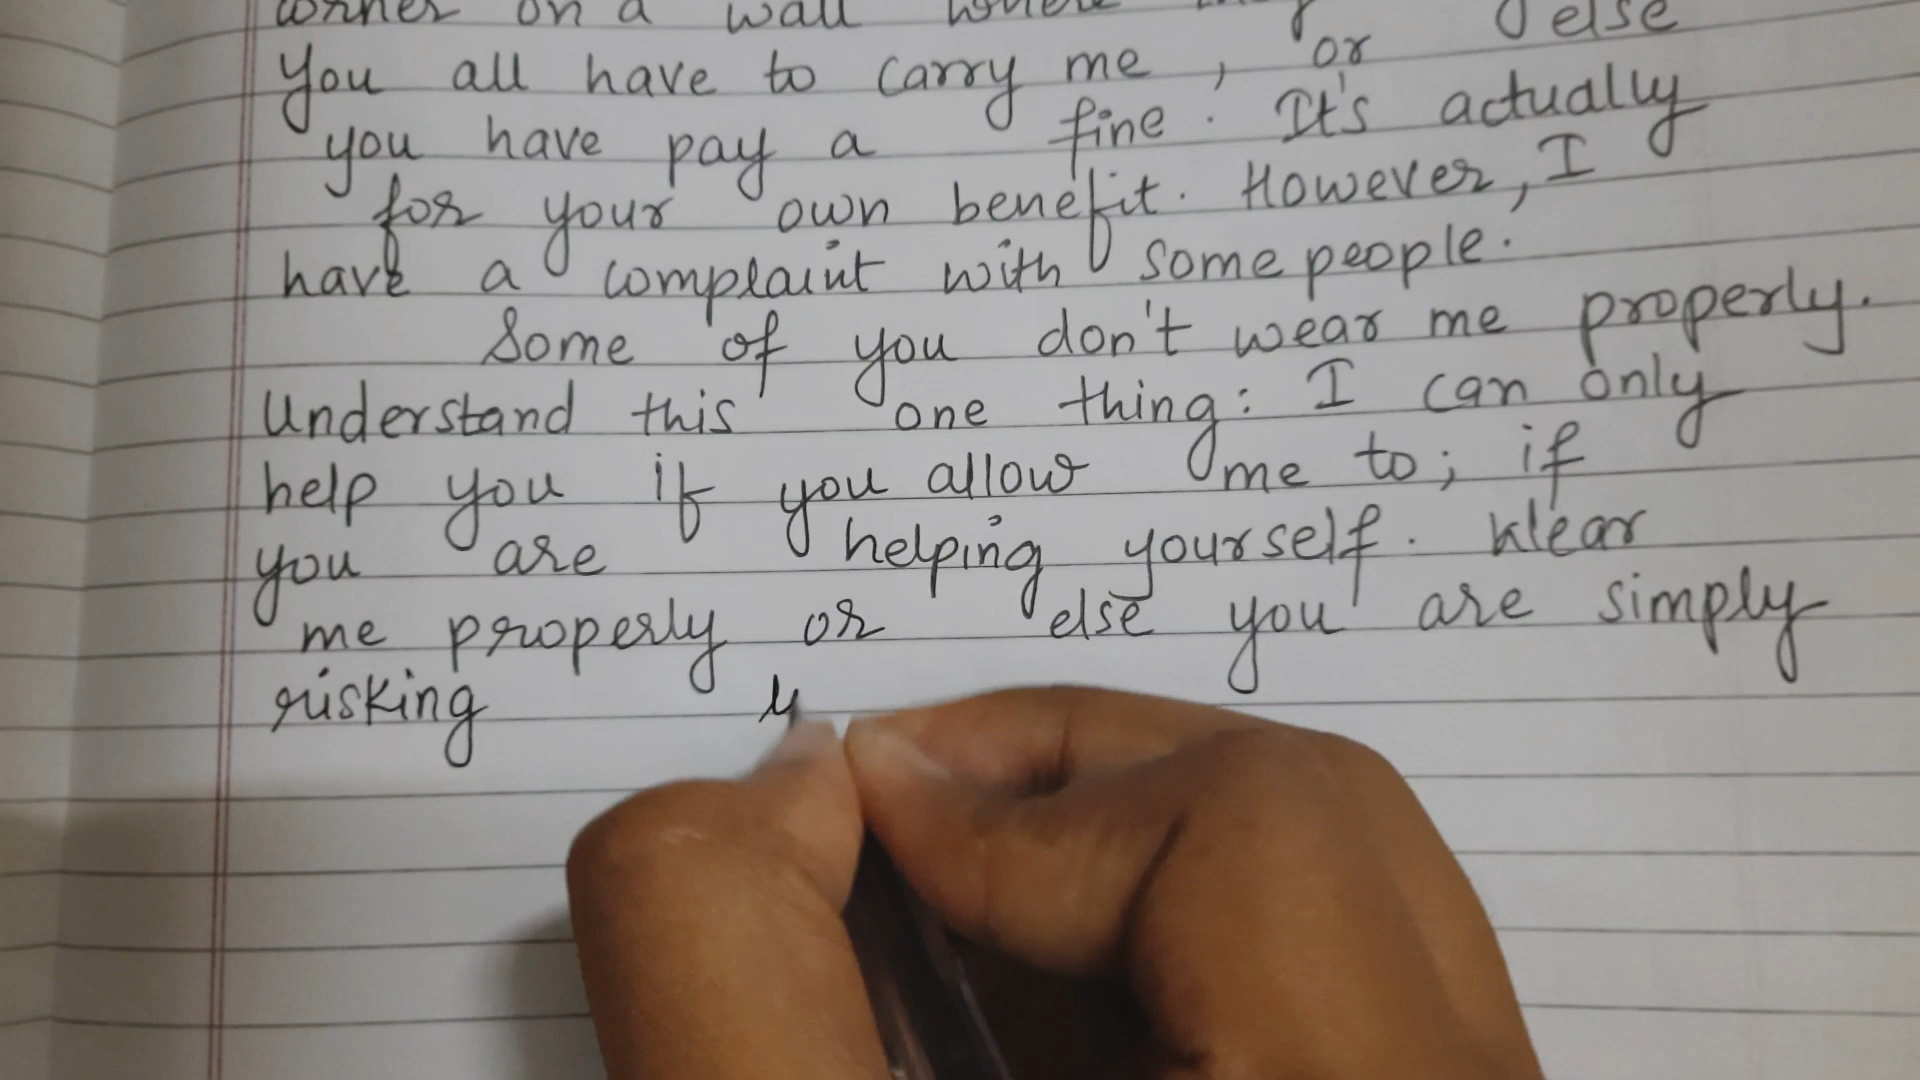 corner on a wall else
you all have to carry me, or
you have pay a fine. It's actually
for your own benefit. However, I
have a complaint with some people.
Some of you don't wear me properly.
Understand this one thing: I can only
help you if you allow me to; if
you are helping yourself. Wear
me properly or else you are simply
risking y